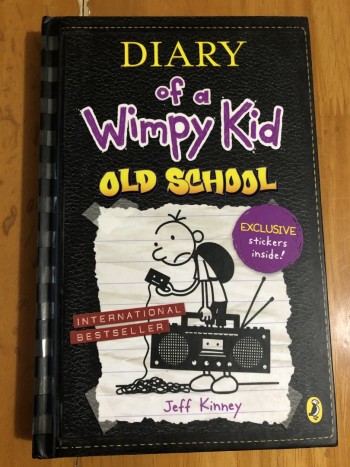 DIARY
of a
Wimpy Kid
OLD SCHOOL
EXCLUSIVE
stickers
inside!
INTERNATIONAL
BESTSELLER
Jeff Kinney